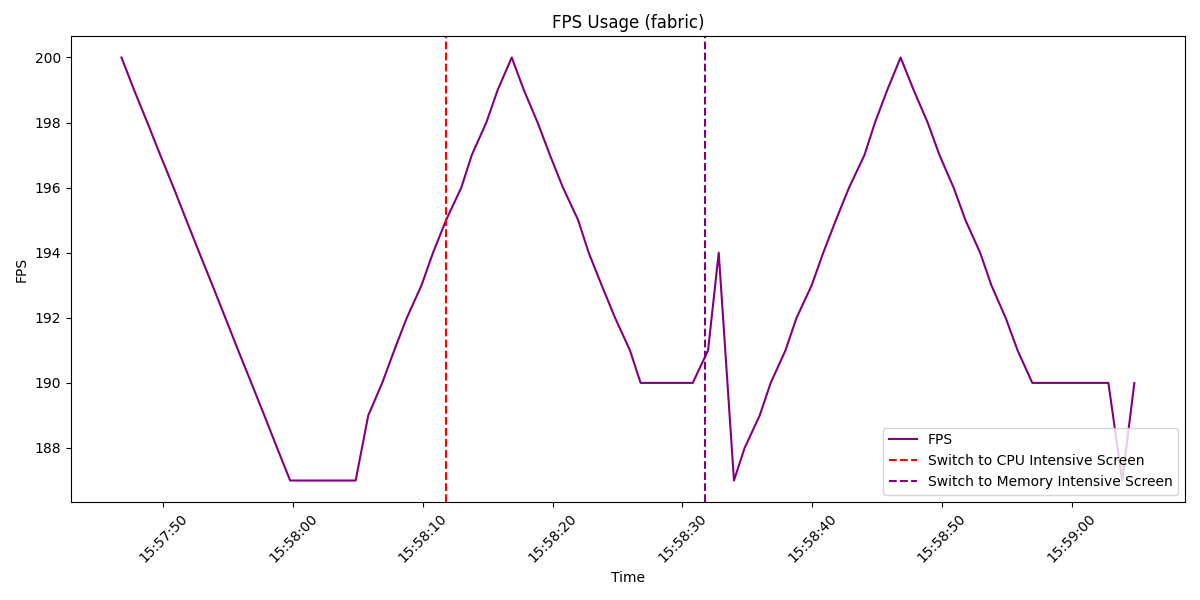 FPS Usage (fabric)
FPS
200
198
196
194
192
190
188
FPS
Switch to CPU Intensive Screen
Switch to Memory Intensive Screen
15:57:50
15:58:00
15:58:10
15:58:20
15:58:30
15:58:40
15:58:50
15:59:00
Time